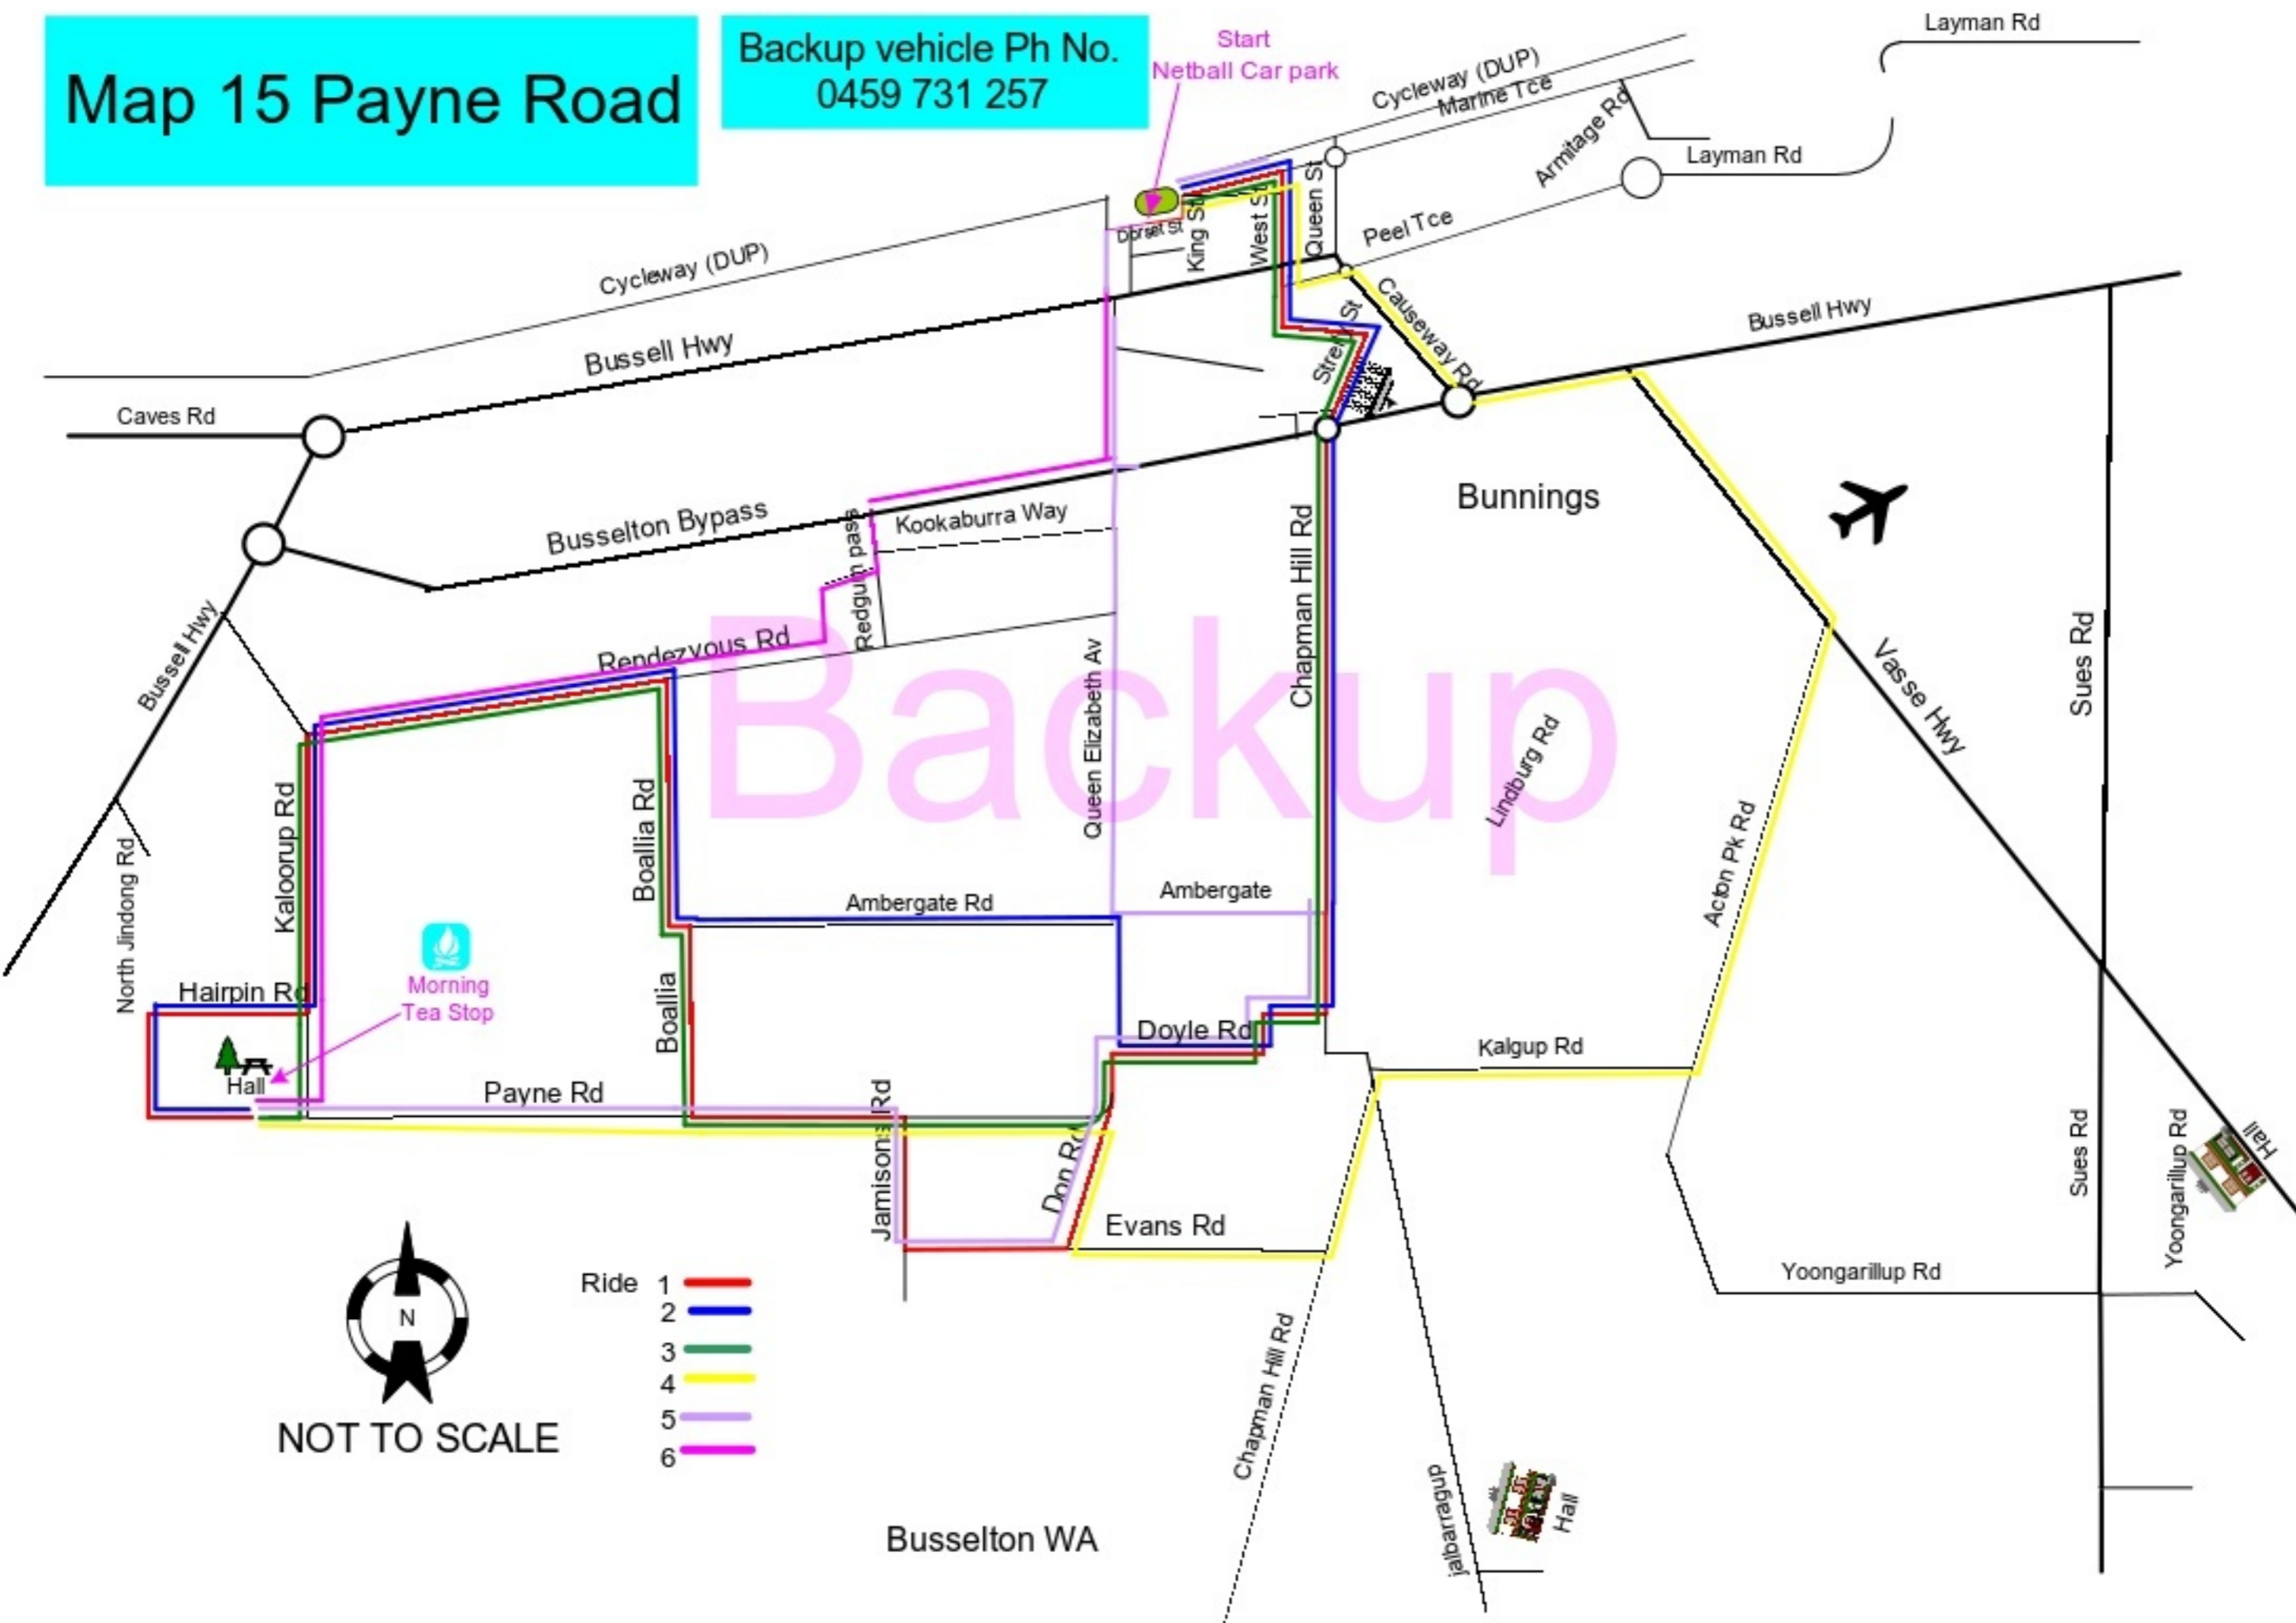 Map 15 Payne Road
Backup vehicle Ph No.
0459 731 257
Start
Netball Car park
Layman Rd
Cycleway (DUP)
Marine Tce
Armitage Rd
Layman Rd
Queen St
West St
King St
Dorset St
Peel Tce
Cycleway (DUP)
Causeway Rd
Bussell Hwy
Bussell Hwy
Caves Rd
Busselton Bypass
Kookaburra Way
Redgum pass
Chapman Hill Rd
Bunnings
Bussell Hwy
Rendezvous Rd
Backup
Queen Elizabeth Av
Lindburg Rd
Vasse Hwy
Sues Rd
Acton Pk Rd
Kaloorup Rd
Boallia Rd
North Jindong Rd
Ambergate Rd
Ambergate
Morning
Tea Stop
Hairpin Rd
Boallia
Doyle Rd
Kalgup Rd
Hall
Payne Rd
Jamisons Rd
Don Rd
Evans Rd
Sues Rd
Yoongarillup Rd
Hall
Yoongarillup Rd
N
NOT TO SCALE
Ride 1
2
3
4
5
6
Chapman Hill Rd
jalbarragup
Hall
Busselton WA